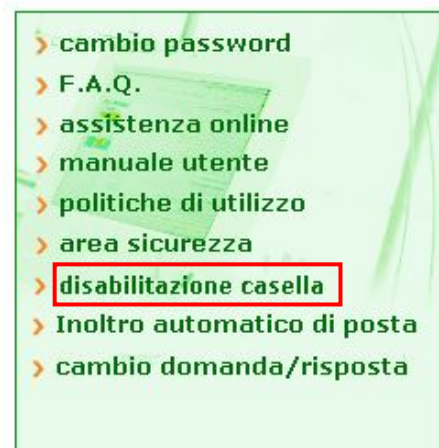 cambio password
F.A.Q.
assistenza online
manuale utente
politiche di utilizzo
area sicurezza
disabilitazione casella
Inoltro automatico di posta
cambio domanda/risposta